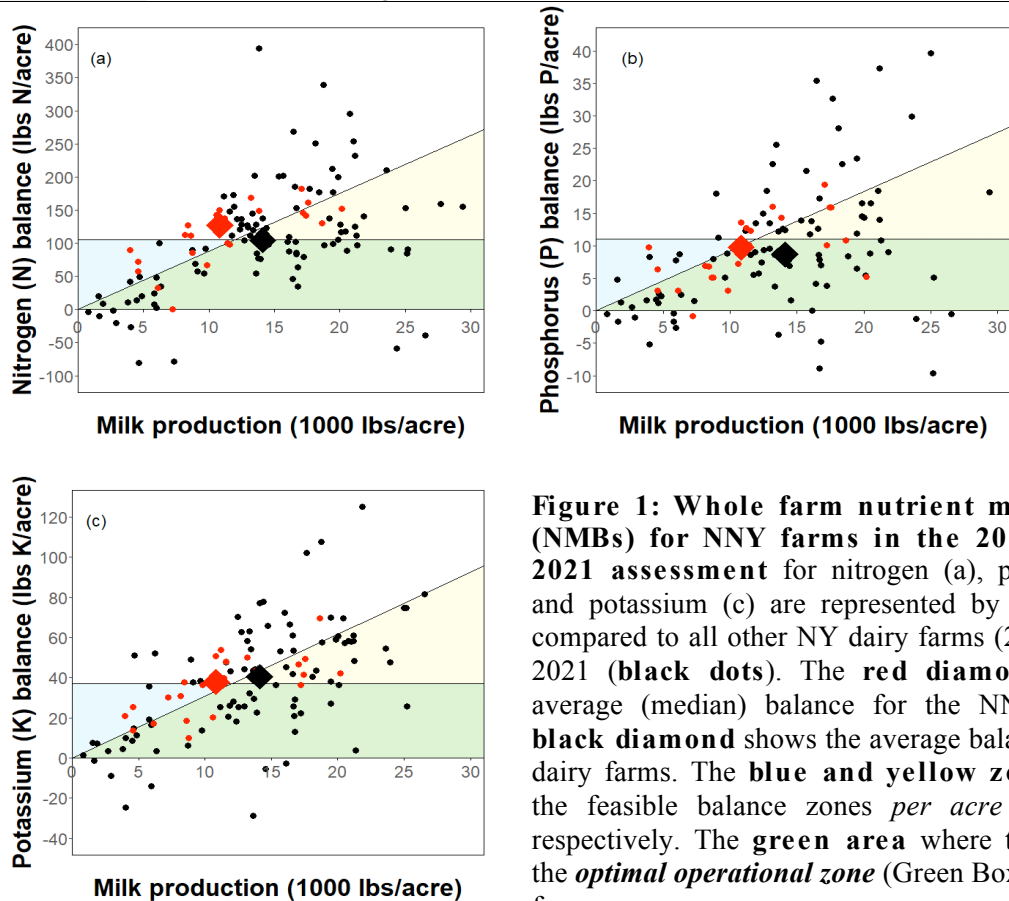 (a)
400
350
300
250
200
150
100
50
0
-50
-100
0
5
10
15
20
25
30
Nitrogen (N) balance (lbs N/acre)
Milk production (1000 lbs/acre)
(b)
40
35
30
25
20
15
10
5
0
-5
-10
0
5
10
15
20
25
30
Phosphorus (P) balance (lbs P/acre)
Milk production (1000 lbs/acre)
(c)
120
100
80
60
40
20
0
-20
-40
0
5
10
15
20
25
30
Potassium (K) balance (lbs K/acre)
Milk production (1000 lbs/acre)
Figure 1: Whole farm nutrient m
(NMBs) for NNY farms in the 20
2021 assessment for nitrogen (a), p
and potassium (c) are represented by
compared to all other NY dairy farms (2
2021 (black dots). The red diamo
average (median) balance for the NN
black diamond shows the average bala
dairy farms. The blue and yellow z
the feasible balance zones per acre
respectively. The green area where t
the optimal operational zone (Green Box